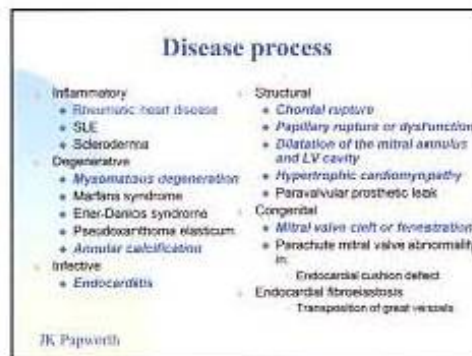 Disease process
Inflammatory
Rheumatic heart disease
SLE
Scleroderma
Degenerative
Myxomatous degeneration
Marfans syndrome
Ehler-Danlos syndrome
Pseudoxanthoma elasticum
Annular calcification
Infective
Endocarditis
Structural
Chordal rupture
Papillary rupture or dysfunction
Dilatation of the mitral annulus
and LV cavity
Hypertrophic cardiomyopathy
Paravalvular prosthetic leak
Congenital
Mitral valve cleft or fenestration
Parachute mitral valve abnormality
in:
Endocardial cushion defect
Endocardial fibroelastosis
Transposition of great vessels
JK Papworth